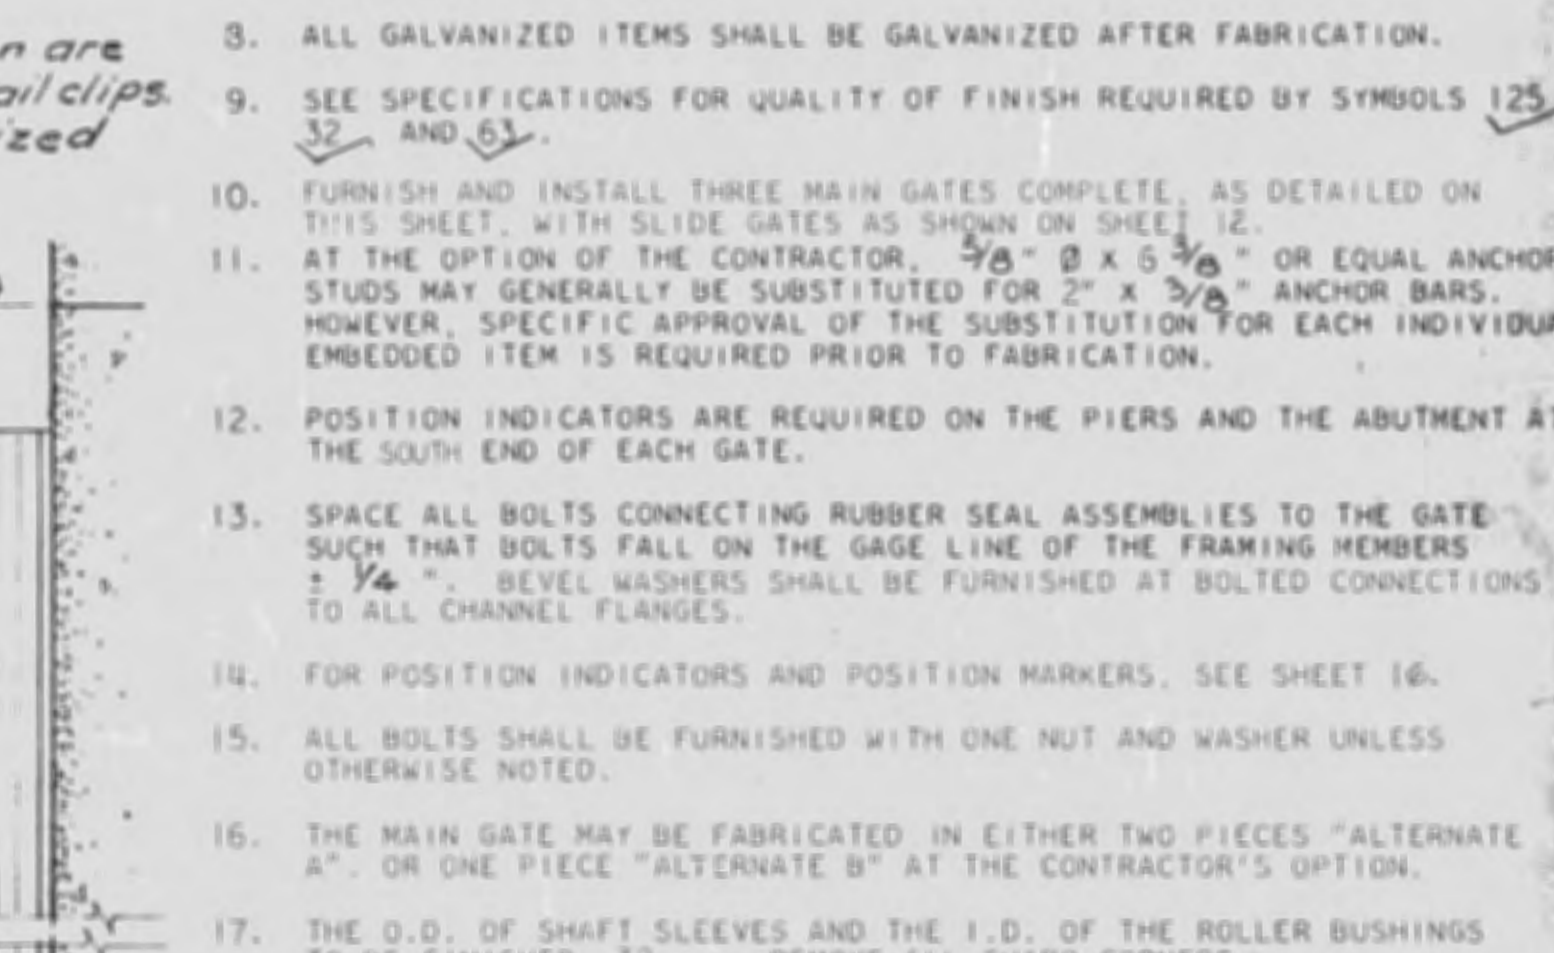 n are
ail clips.
ized
8. ALL GALVANIZED ITEMS SHALL BE GALVANIZED AFTER FABRICATION.
9. SEE SPECIFICATIONS FOR QUALITY OF FINISH REQUIRED BY SYMBOLS 125
32 AND 63.
10. FURNISH AND INSTALL THREE MAIN GATES COMPLETE, AS DETAILED ON
THIS SHEET, WITH SLIDE GATES AS SHOWN ON SHEET 12.
11. AT THE OPTION OF THE CONTRACTOR, 5/8" Ø X 6 3/8" OR EQUAL ANCHOR
STUDS MAY GENERALLY BE SUBSTITUTED FOR 2" X 3/8" ANCHOR BARS.
HOWEVER, SPECIFIC APPROVAL OF THE SUBSTITUTION FOR EACH INDIVIDUA
EMBEDDED ITEM IS REQUIRED PRIOR TO FABRICATION.
12. POSITION INDICATORS ARE REQUIRED ON THE PIERS AND THE ABUTMENT AT
THE SOUTH END OF EACH GATE.
13. SPACE ALL BOLTS CONNECTING RUBBER SEAL ASSEMBLIES TO THE GATE
SUCH THAT BOLTS FALL ON THE GAGE LINE OF THE FRAMING MEMBERS
± 1/4 ". BEVEL WASHERS SHALL BE FURNISHED AT BOLTED CONNECTIONS
TO ALL CHANNEL FLANGES.
14. FOR POSITION INDICATORS AND POSITION MARKERS, SEE SHEET 16.
15. ALL BOLTS SHALL BE FURNISHED WITH ONE NUT AND WASHER UNLESS
OTHERWISE NOTED.
16. THE MAIN GATE MAY BE FABRICATED IN EITHER TWO PIECES "ALTERNATE
A", OR ONE PIECE "ALTERNATE B" AT THE CONTRACTOR'S OPTION.
17. THE O.D. OF SHAFT SLEEVES AND THE I.D. OF THE ROLLER BUSHINGS